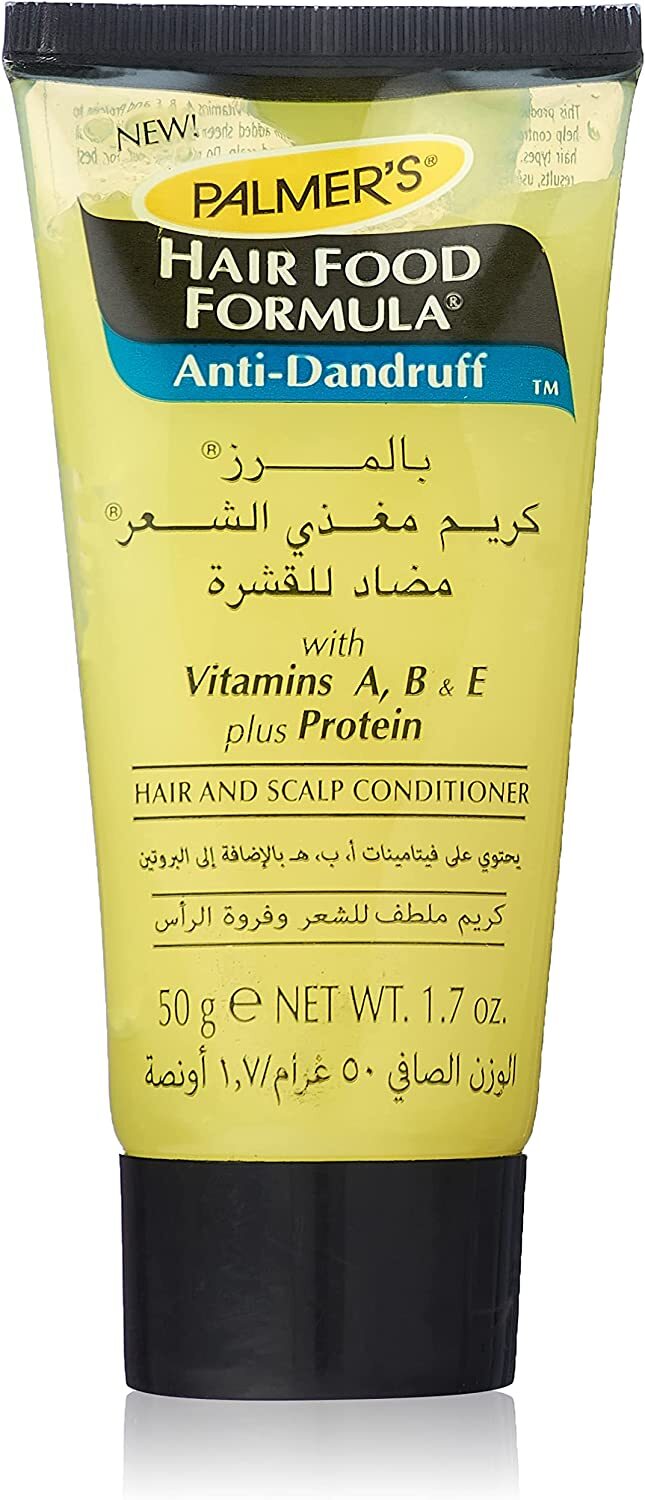 NEW!
PALMER'S®
HAIR FOOD
FORMULA®
Anti-Dandruff ™
بالمرز®
كريم مغذي الشعر®
مضاد للقشرة
with
Vitamins A, B & E
plus Protein
HAIR AND SCALP CONDITIONER
يحتوي على فيتامينات أ، ب، هـ بالإضافة إلى البروتين
كريم ملطف للشعر وفروة الرأس
50 g e NET WT. 1.7 oz.
الوزن الصافي ٥٠ غرام/١,٧ أونصة